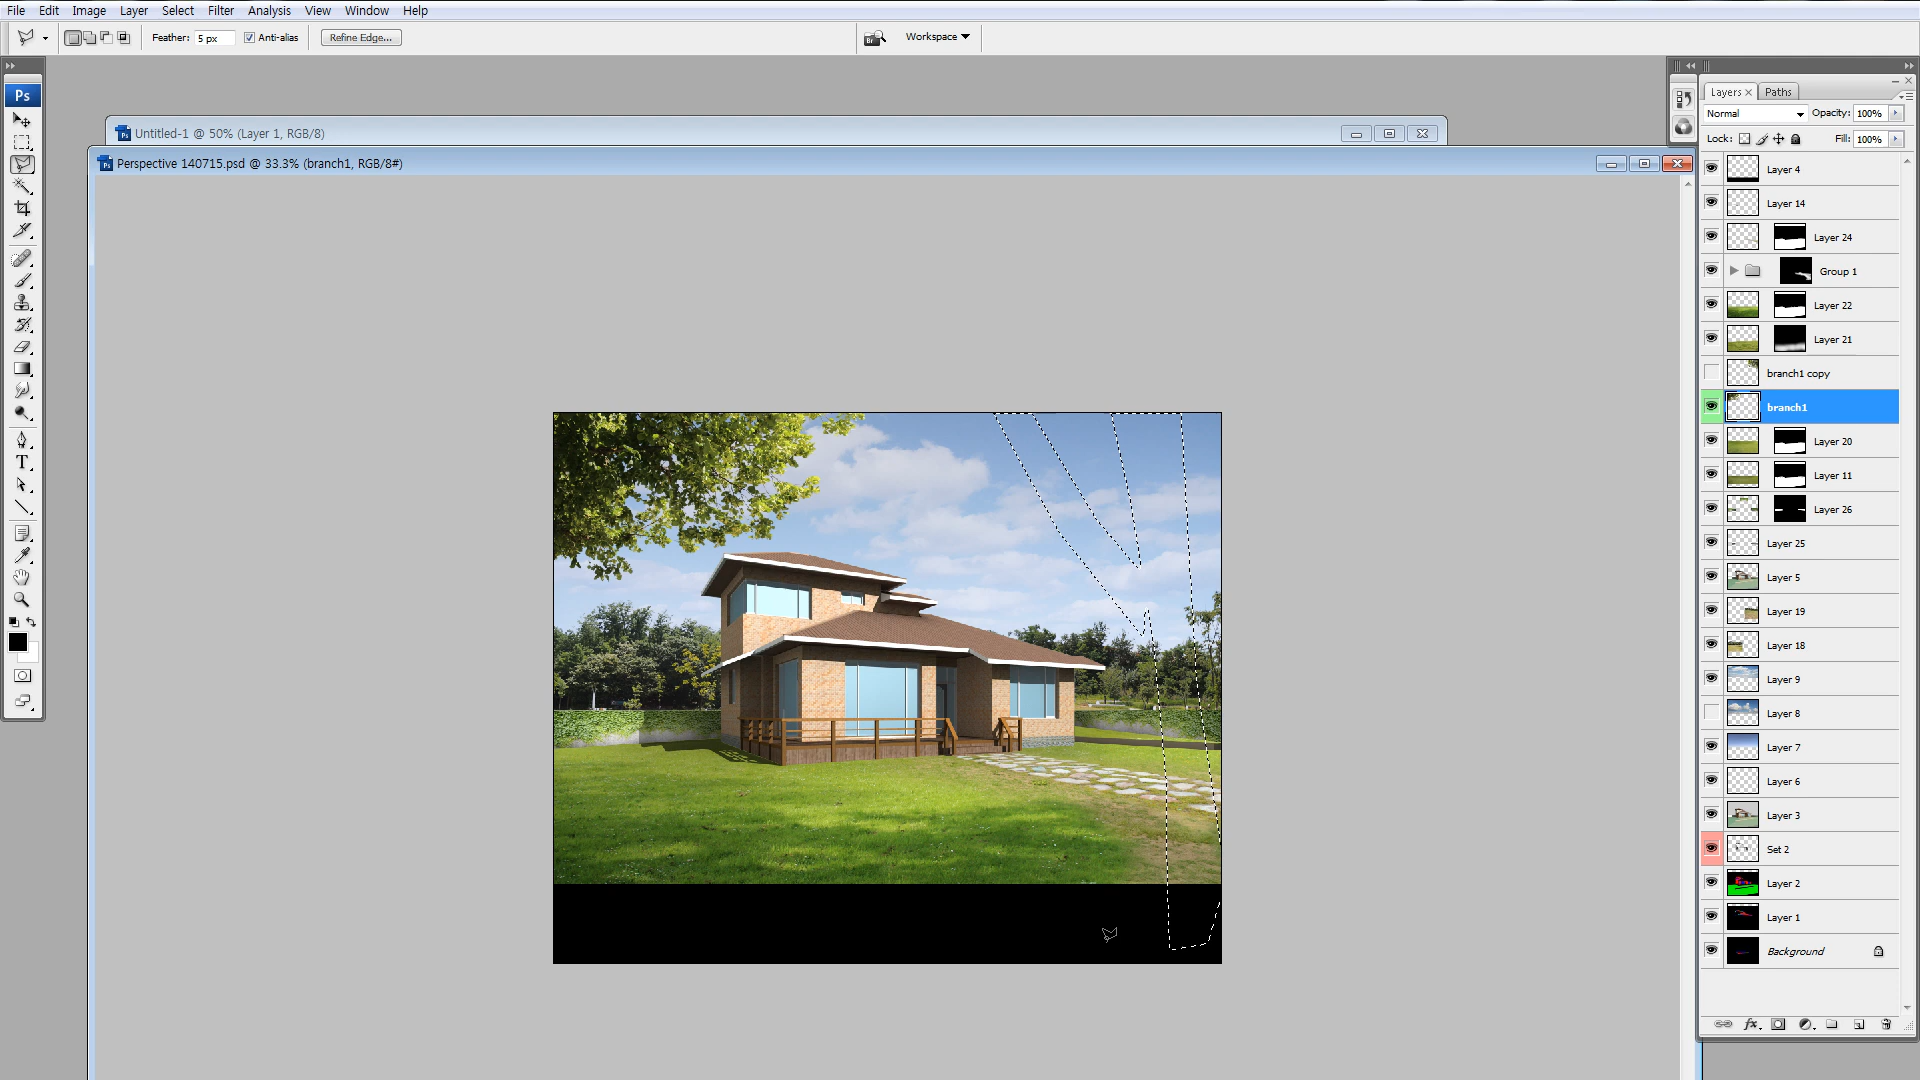 File Edit Image Layer Select Filter Analysis View Window Help
Feather: 5 px Anti-alias Refine Edge... Br Workspace
Ps
Untitled-1 @ 50% (Layer 1, RGB/8)
Perspective 140715.psd @ 33.3% (branch1, RGB/8#)
T
Layers Paths
Normal Opacity: 100%
Lock: Fill: 100%
Layer 4
Layer 14
Layer 24
Group 1
Layer 22
Layer 21
branch1 copy
branch1
Layer 20
Layer 11
Layer 26
Layer 25
Layer 5
Layer 19
Layer 18
Layer 9
Layer 8
Layer 7
Layer 6
Layer 3
Set 2
Layer 2
Layer 1
Background
fx